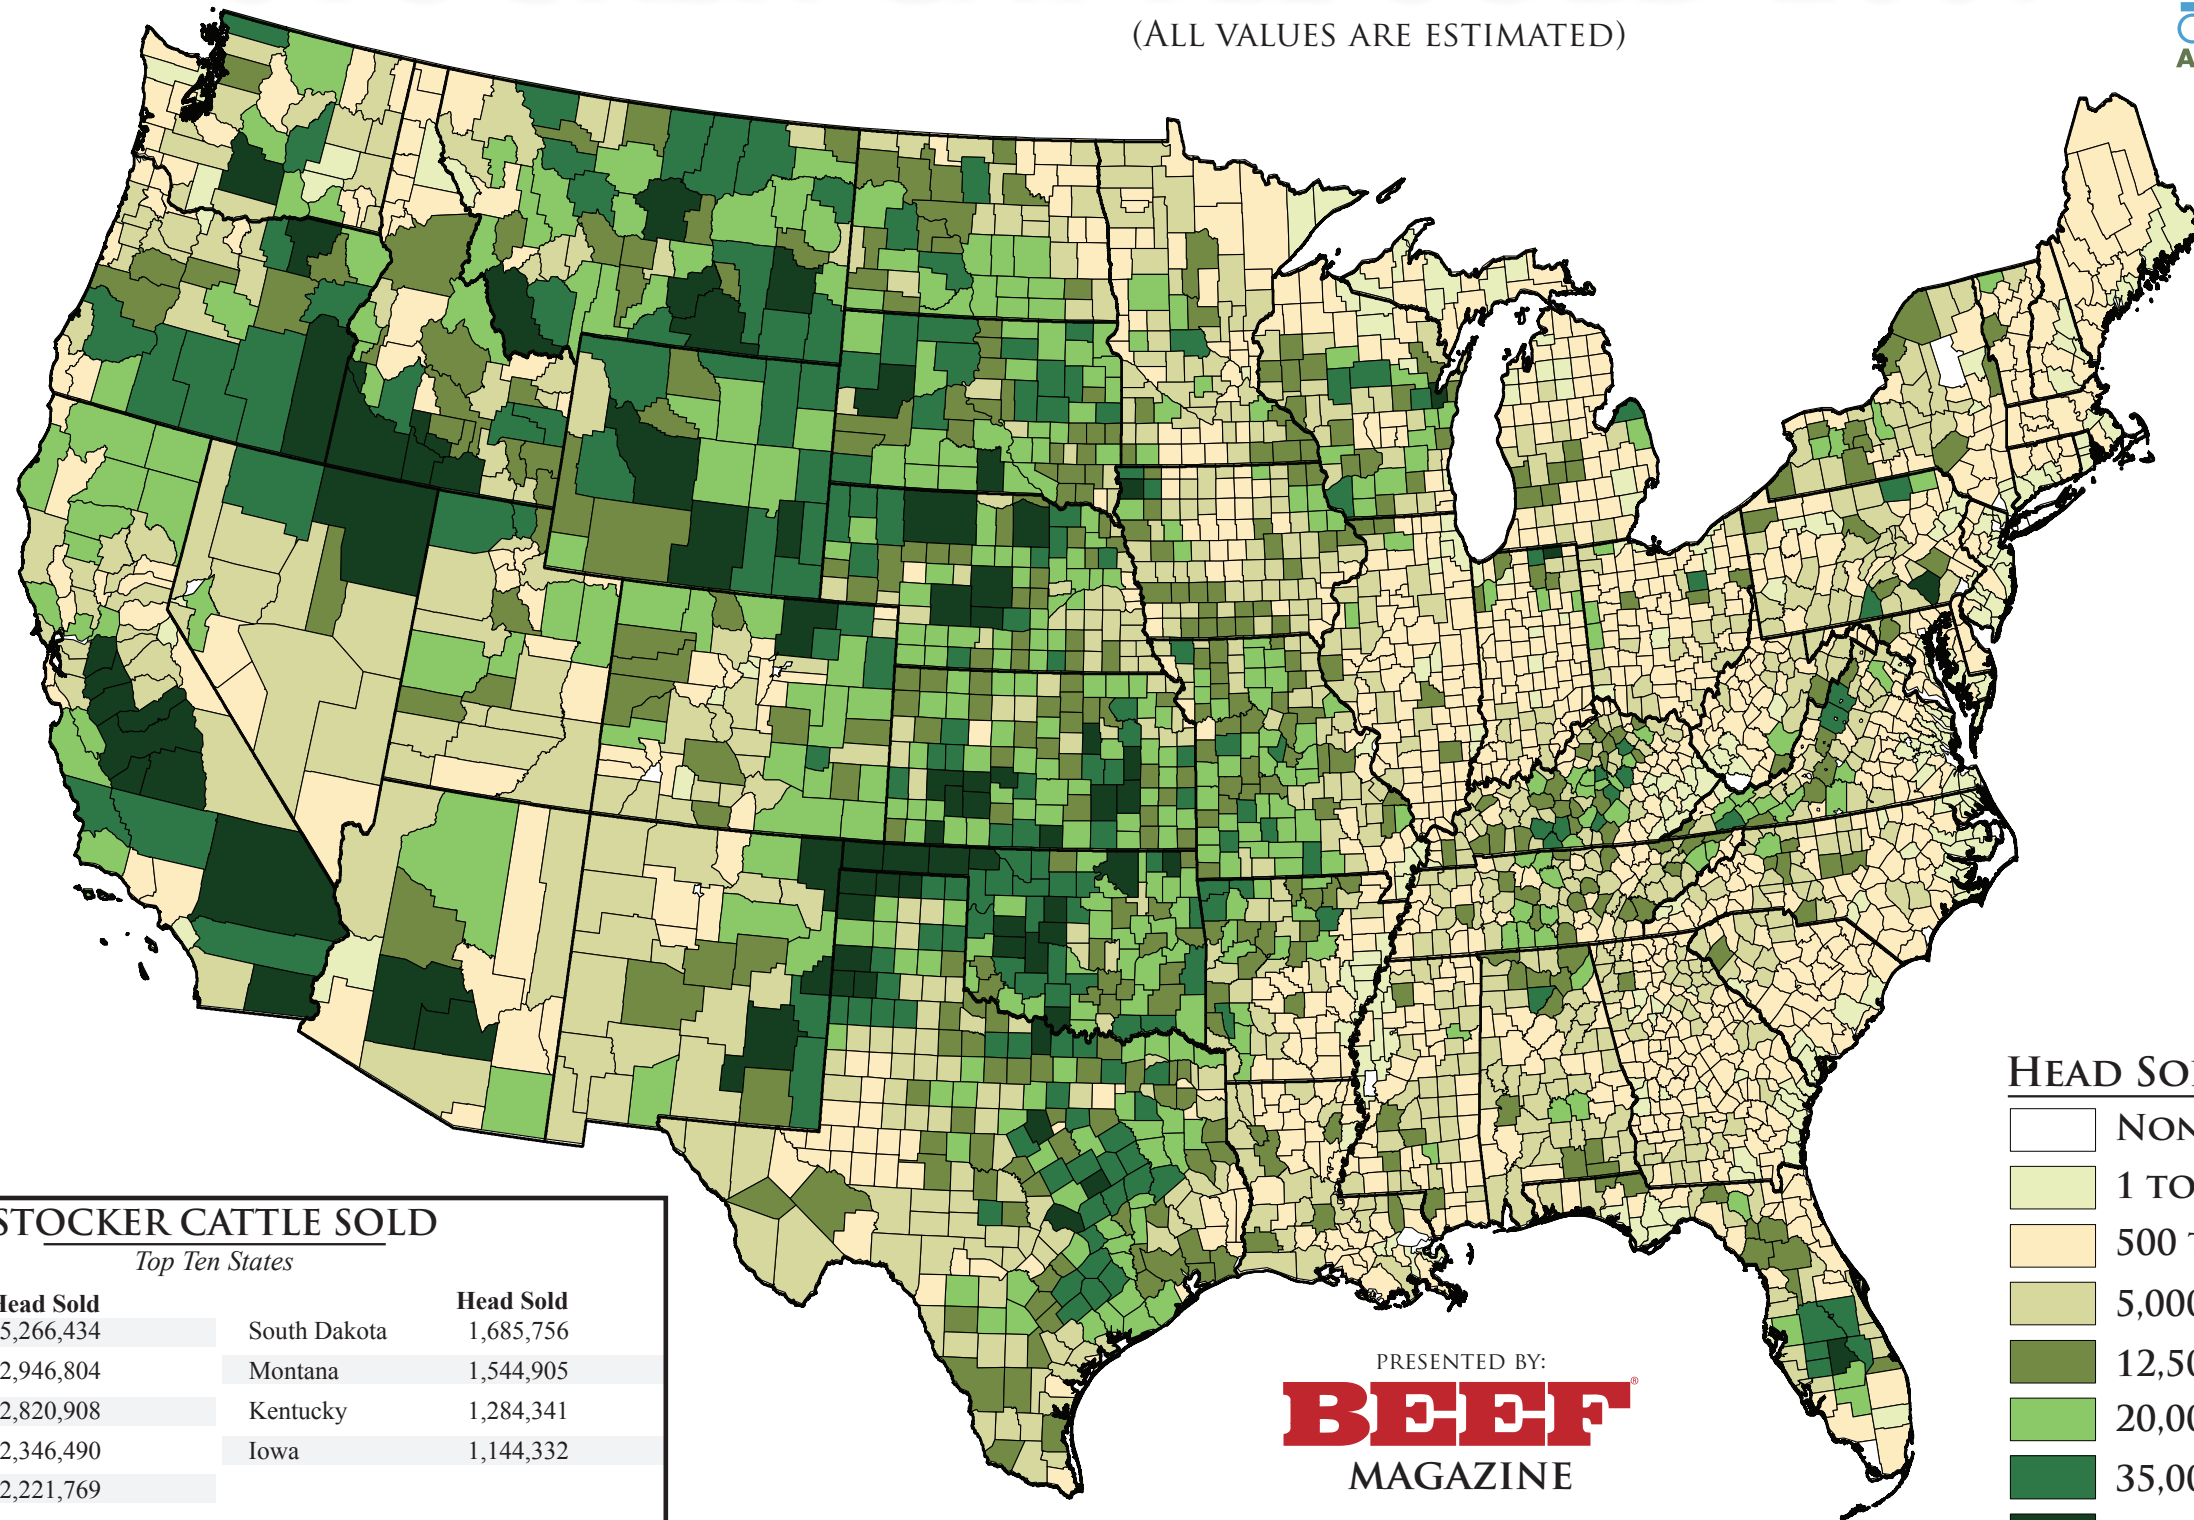 (ALL VALUES ARE ESTIMATED)
A
STOCKER CATTLE SOLD
Top Ten States
Head Sold
5,266,434
2,946,804
2,820,908
2,346,490
2,221,769
Head Sold
South Dakota 1,685,756
Montana 1,544,905
Kentucky 1,284,341
Iowa 1,144,332
PRESENTED BY:
BEEF®
MAGAZINE
HEAD SO
NON
1 TO
500
5,000
12,50
20,00
35,00